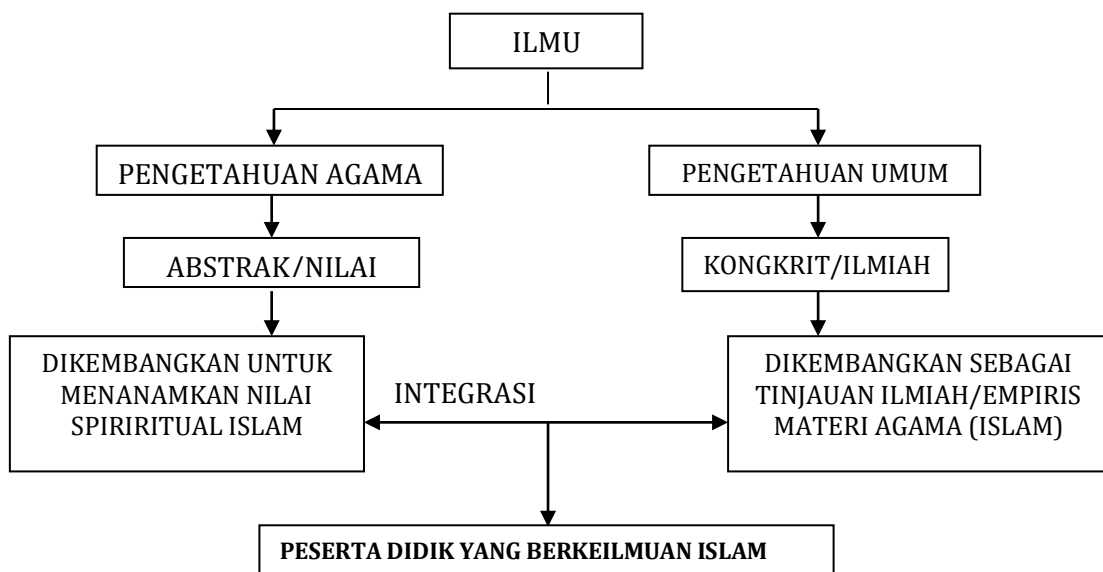 ILMU
PENGETAHUAN AGAMA
PENGETAHUAN UMUM
ABSTRAK/NILAI
KONGKRIT/ILMIAH
DIKEMBANGKAN UNTUK
MENANAMKAN NILAI
SPIRIRITUAL ISLAM
INTEGRASI
DIKEMBANGKAN SEBAGAI
TINJAUAN ILMIAH/EMPIRIS
MATERI AGAMA (ISLAM)
PESERTA DIDIK YANG BERKEILMUAN ISLAM